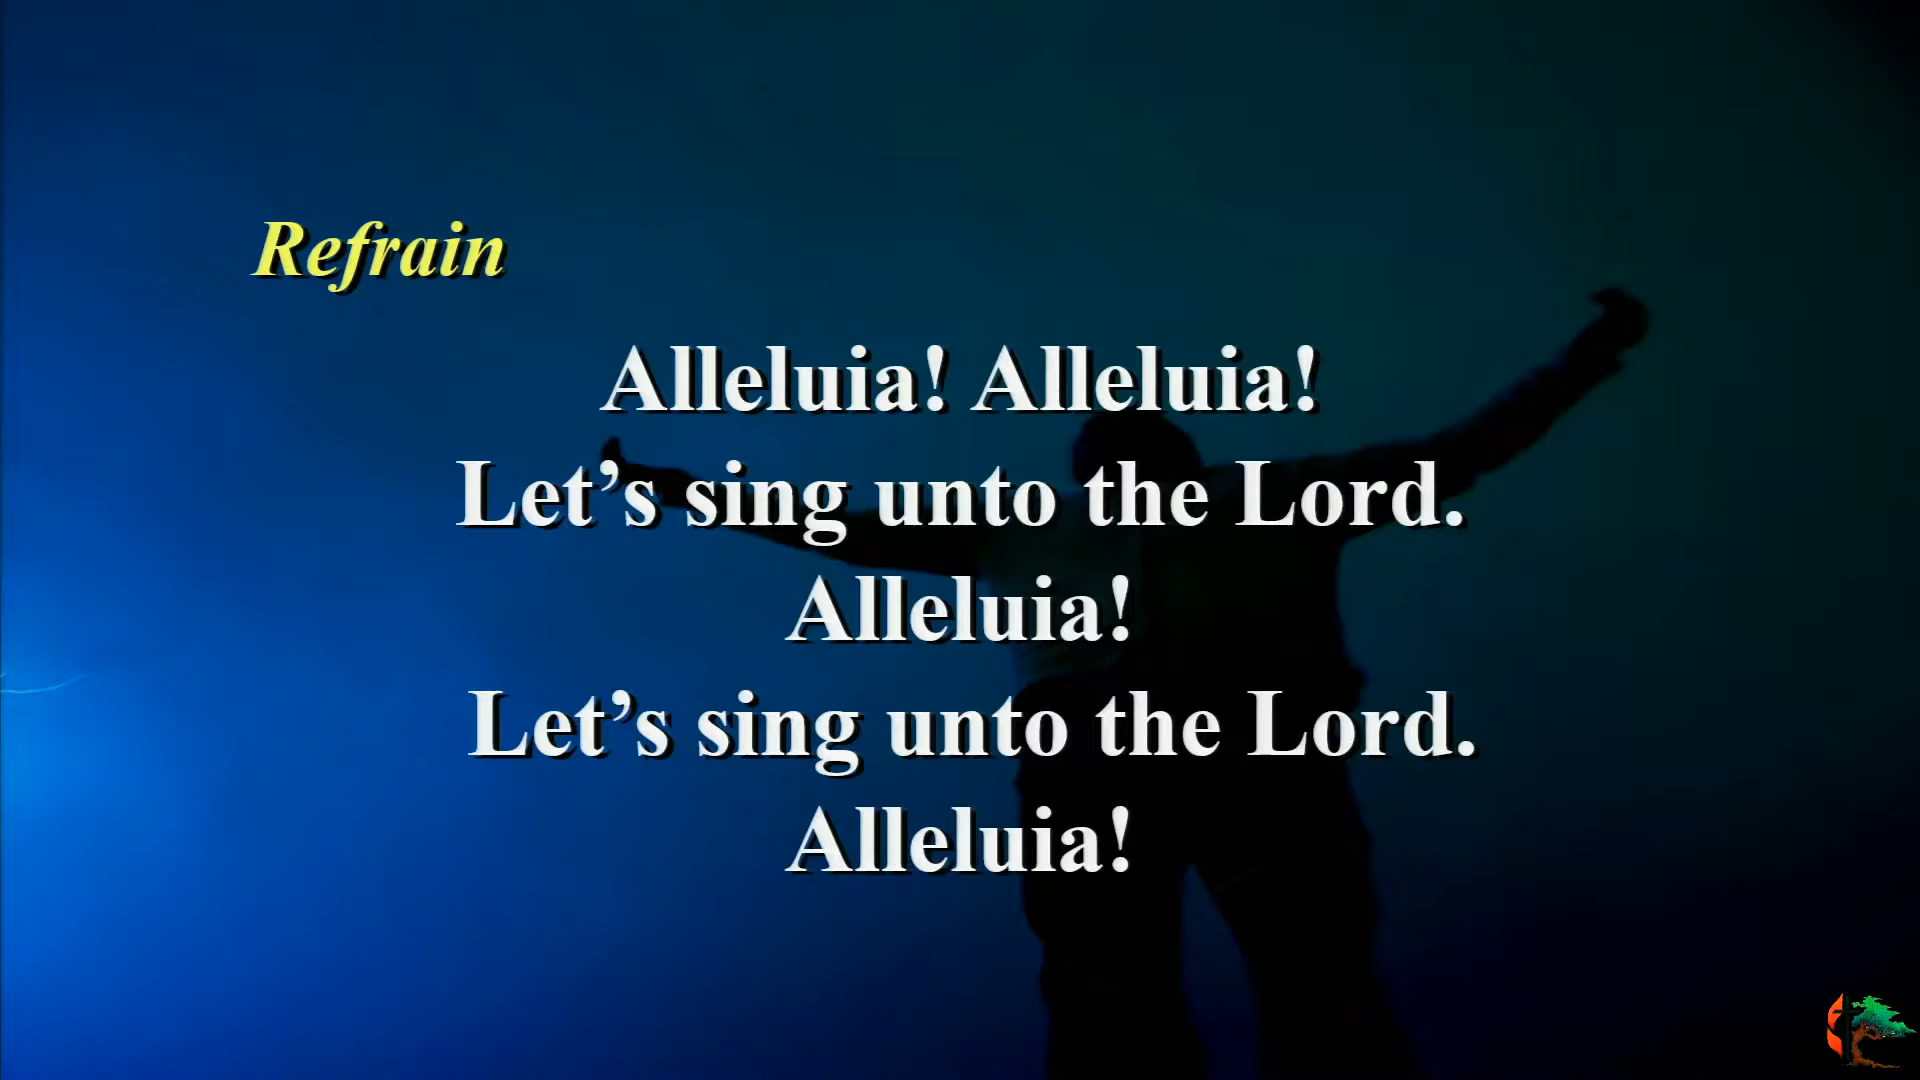 Refrain
Alleluia! Alleluia!
Let’s sing unto the Lord.
Alleluia!
Let’s sing unto the Lord.
Alleluia!